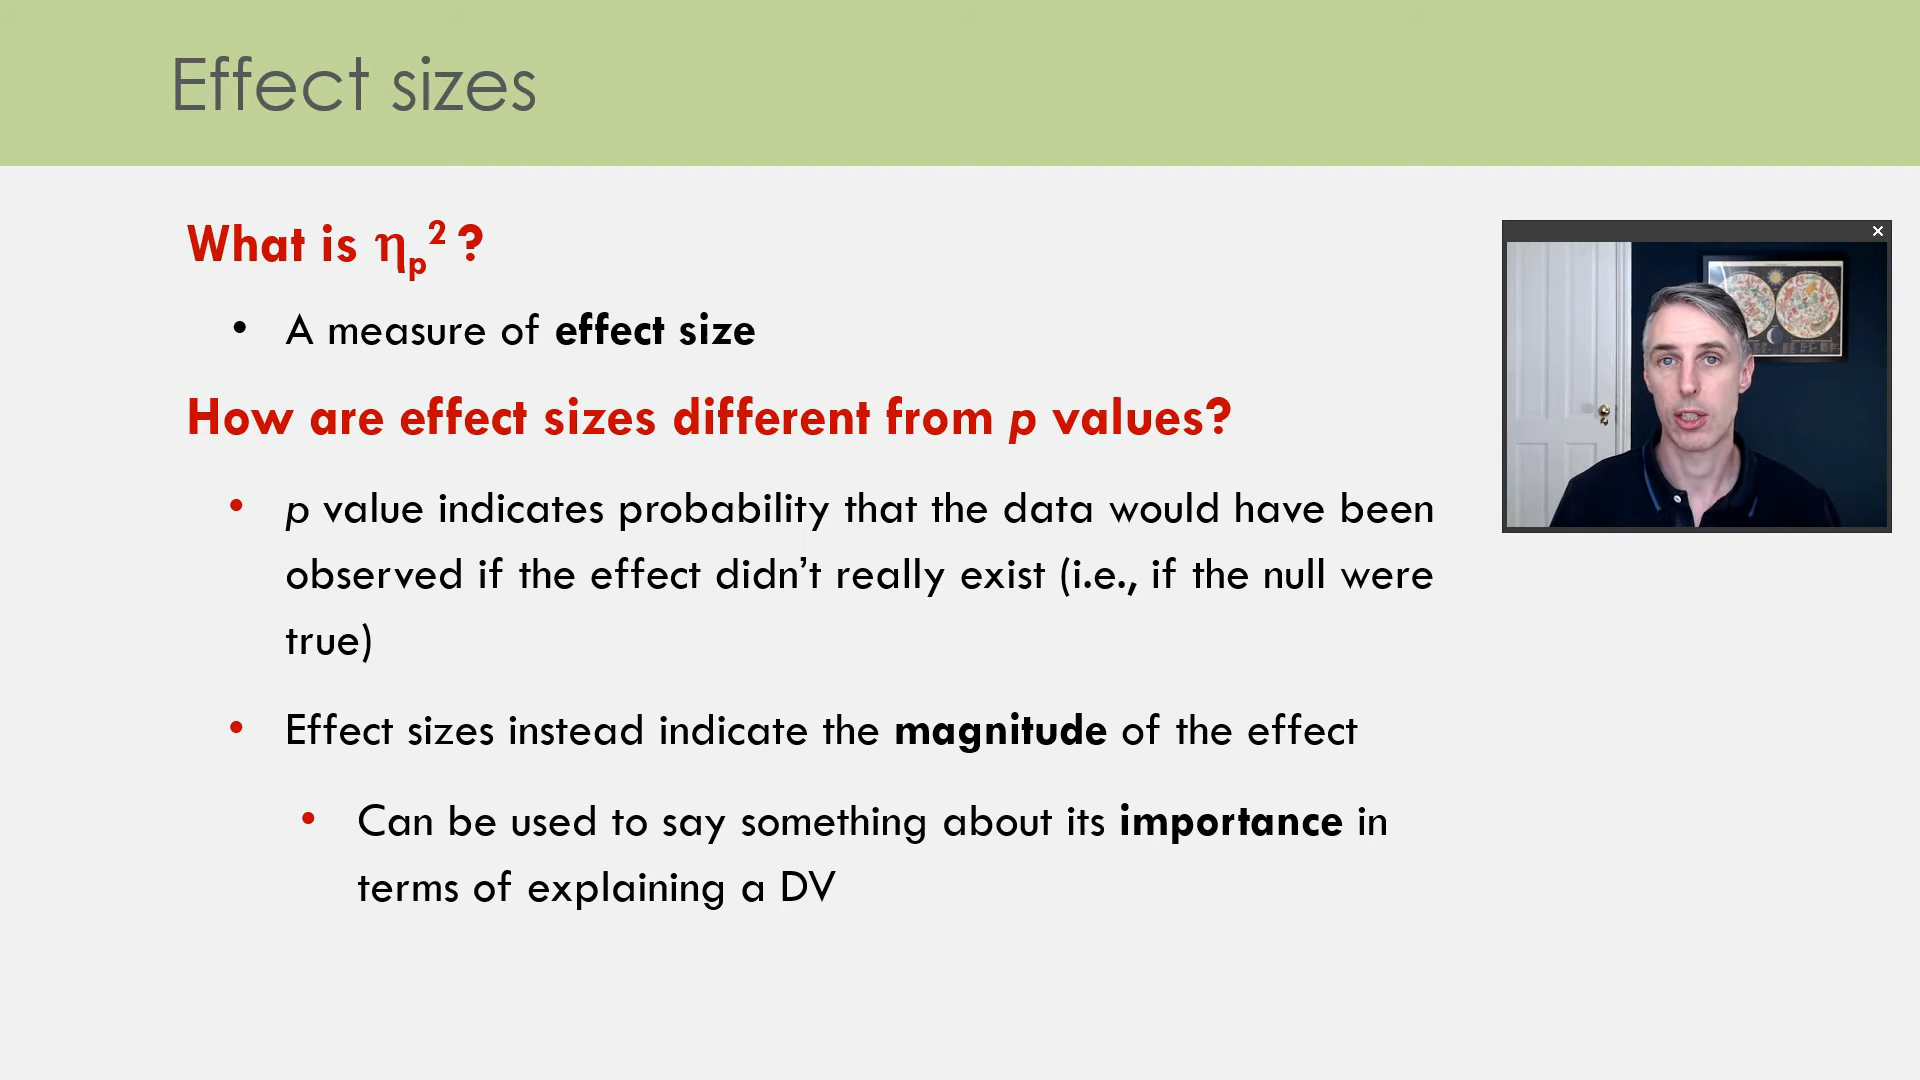 Effect sizes
What is ηp² ?
• A measure of effect size
How are effect sizes different from p values?
• p value indicates probability that the data would have been
observed if the effect didn’t really exist (i.e., if the null were
true)
• Effect sizes instead indicate the magnitude of the effect
• Can be used to say something about its importance in
terms of explaining a DV